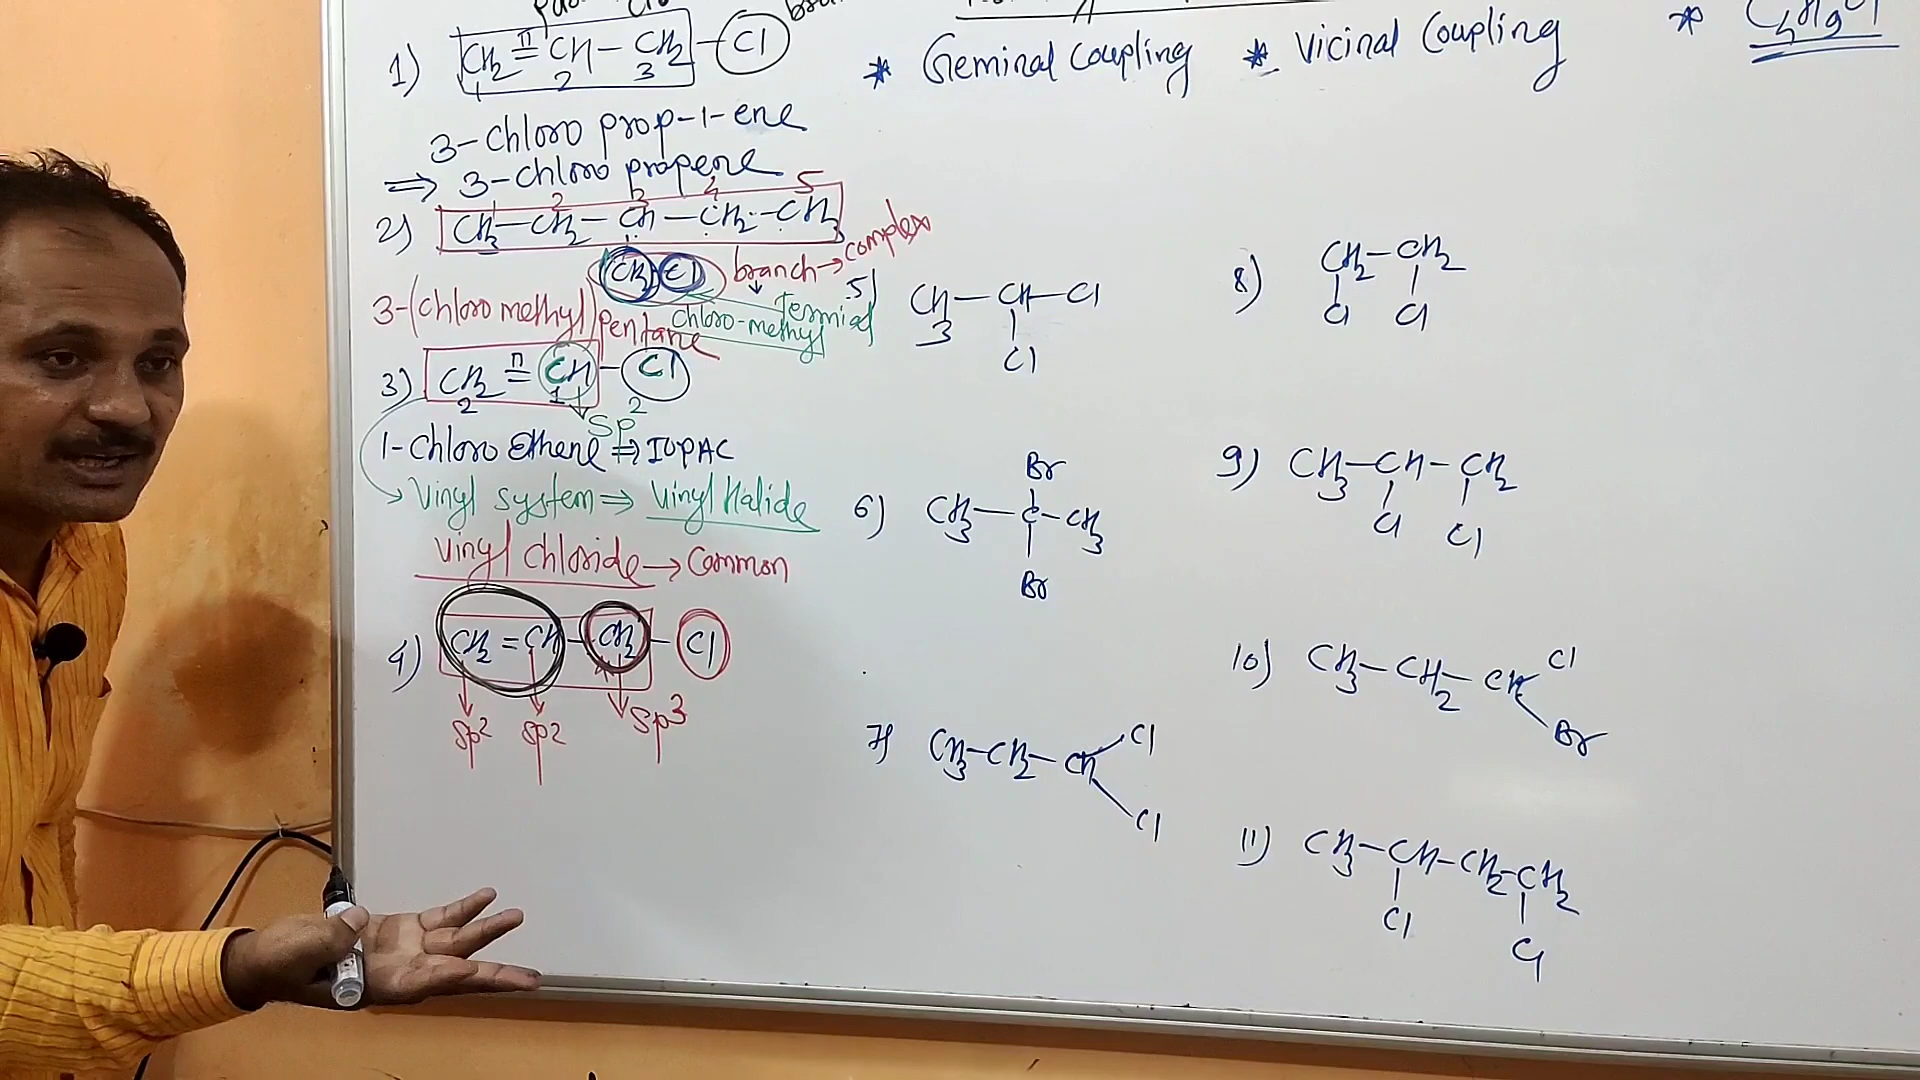 1) CH2 = CH - CH2 - Cl
π
1 2 3
3-chloro prop-1-ene
⇒ 3-chloro propene
1 2 3 4 5
2) CH3 - CH2 - CH - CH2 - CH3
CH2 Cl
branch → complex
3-(chloro methyl) Pentane
chloro-methyl
3) CH2 = CH - Cl
π
2 1
sp2
1-Chloro Ethene ⇒ IUPAC
→ Vinyl system ⇒ Vinyl Halide
Vinyl Chloride → Common
4) CH2 = CH - CH2 - Cl
sp2 sp2 sp3
* Geminal Coupling * Vicinal Coupling
*
5) CH3 - CH - Cl
Cl
6) CH3 - C - CH3
Br
Br
7) CH3 - CH2 - CH
Cl
Cl
8) CH2 - CH2
Cl Cl
9) CH3 - CH - CH2
Cl Cl
10) CH3 - CH2 - CH
Cl
Br
11) CH3 - CH - CH2 - CH2
Cl
Cl